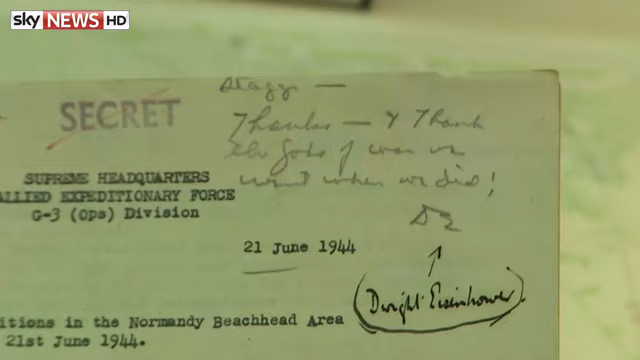 sky NEWS HD
Stagg —
SECRET
Thanks — & Thank
the Gods of war we
went when we did!
DE
SUPREME HEADQUARTERS
ALLIED EXPEDITIONARY FORCE
G-3 (Ops) Division
21 June 1944
(Dwight Eisenhower)
itions in the Normandy Beachhead Area
21st June 1944.